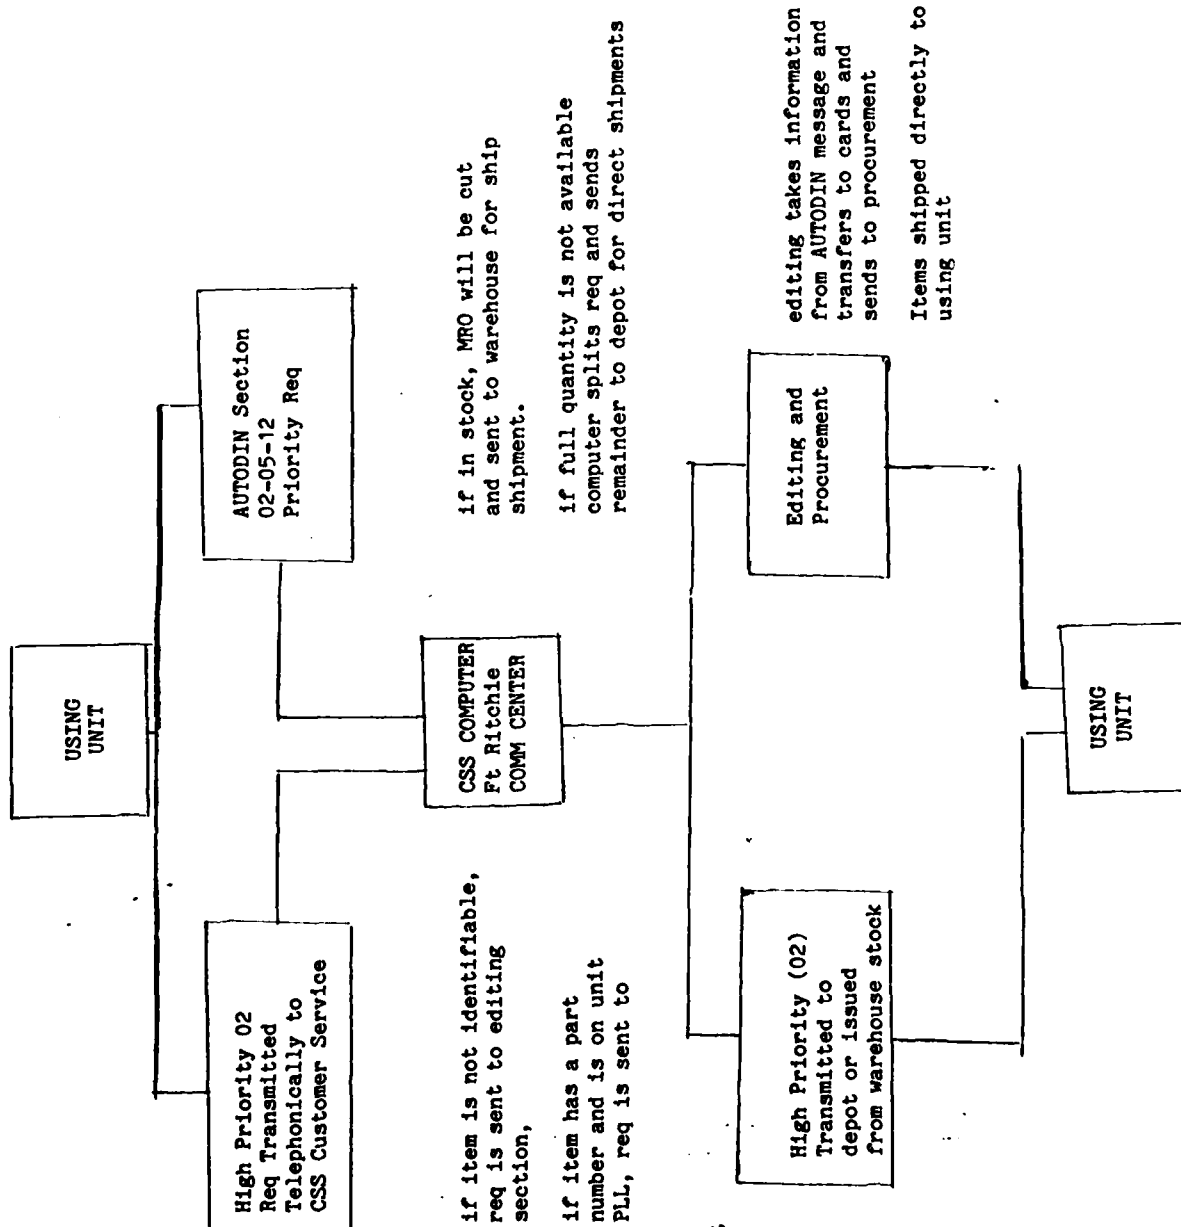 USING
UNIT
High Priority 02
Req Transmitted
Telephonically to
CSS Customer Service
AUTODIN Section
02-05-12
Priority Req
CSS COMPUTER
Ft Ritchie
COMM CENTER
if item is not identifiable,
req is sent to editing
section,
if item has a part
number and is on unit
PLL, req is sent to
if in stock, MRO will be cut
and sent to warehouse for ship
shipment.
if full quantity is not available
computer splits req and sends
remainder to depot for direct shipments
High Priority (02)
Transmitted to
depot or issued
from warehouse stock
Editing and
Procurement
editing takes information
from AUTODIN message and
transfers to cards and
sends to procurement
Items shipped directly to
using unit
USING
UNIT